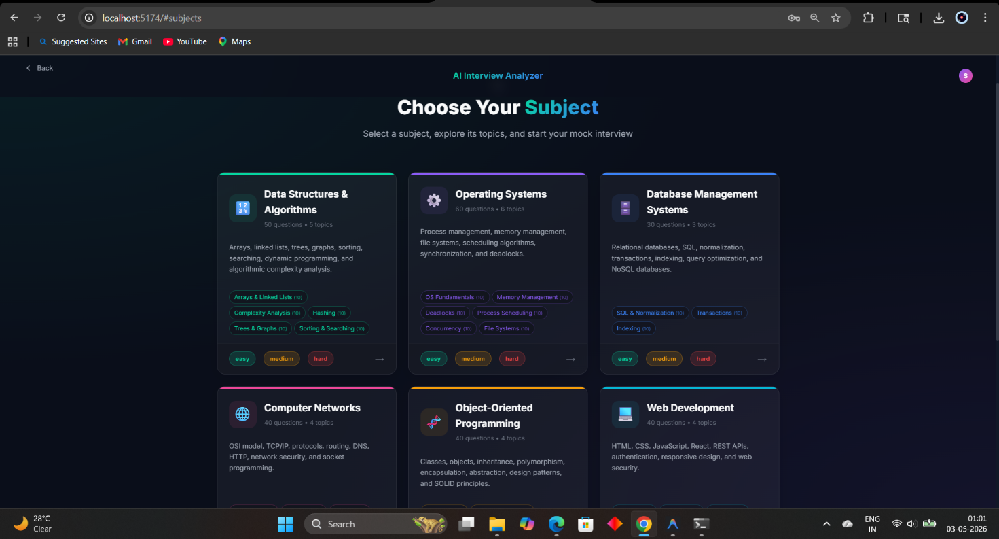 localhost:5174/#subjects
Suggested Sites
Gmail
YouTube
Maps
Back
AI Interview Analyzer
S
Choose Your Subject
Select a subject, explore its topics, and start your mock interview
1 2
3 4
Data Structures &
Algorithms
50 questions • 5 topics
Arrays, linked lists, trees, graphs, sorting,
searching, dynamic programming, and
algorithmic complexity analysis.
Arrays & Linked Lists (10)
Complexity Analysis (10) Hashing (10)
Trees & Graphs (10) Sorting & Searching (10)
easy medium hard →
Operating Systems
60 questions • 6 topics
Process management, memory management,
file systems, scheduling algorithms,
synchronization, and deadlocks.
OS Fundamentals (10) Memory Management (10)
Deadlocks (10) Process Scheduling (10)
Concurrency (10) File Systems (10)
easy medium hard →
Database Management
Systems
30 questions • 3 topics
Relational databases, SQL, normalization,
transactions, indexing, query optimization, and
NoSQL databases.
SQL & Normalization (10) Transactions (10)
Indexing (10)
easy medium hard →
Computer Networks
40 questions • 4 topics
OSI model, TCP/IP, protocols, routing, DNS,
HTTP, network security, and socket
programming.
Object-Oriented
Programming
40 questions • 4 topics
Classes, objects, inheritance, polymorphism,
encapsulation, abstraction, design patterns,
and SOLID principles.
Web Development
40 questions • 4 topics
HTML, CSS, JavaScript, React, REST APIs,
authentication, responsive design, and web
security.
28°C
Clear
Search
ENG
IN
01:01
03-05-2026